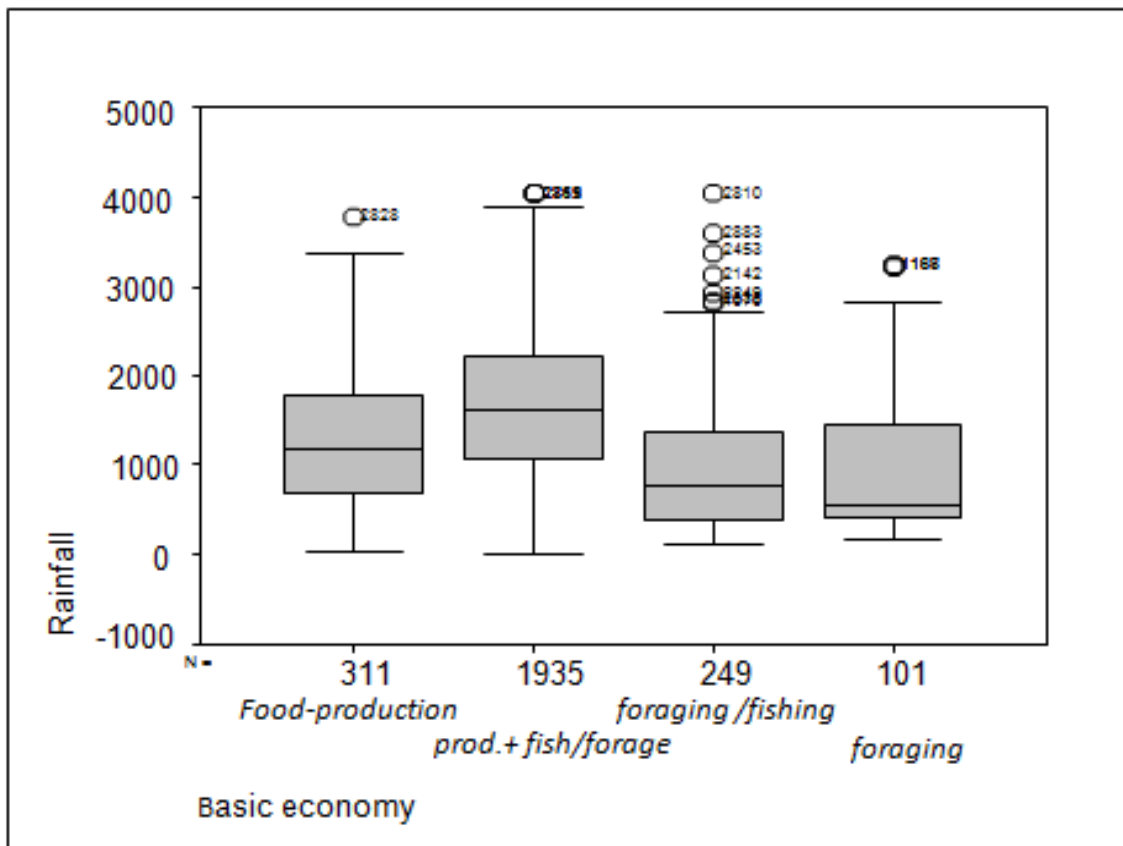 5000
4000
3000
2000
1000
0
-1000
Rainfall
2828
2810
2883
2453
2142
1168
N =
311
1935
249
101
Food-production
prod.+ fish/forage
foraging /fishing
foraging
Basic economy